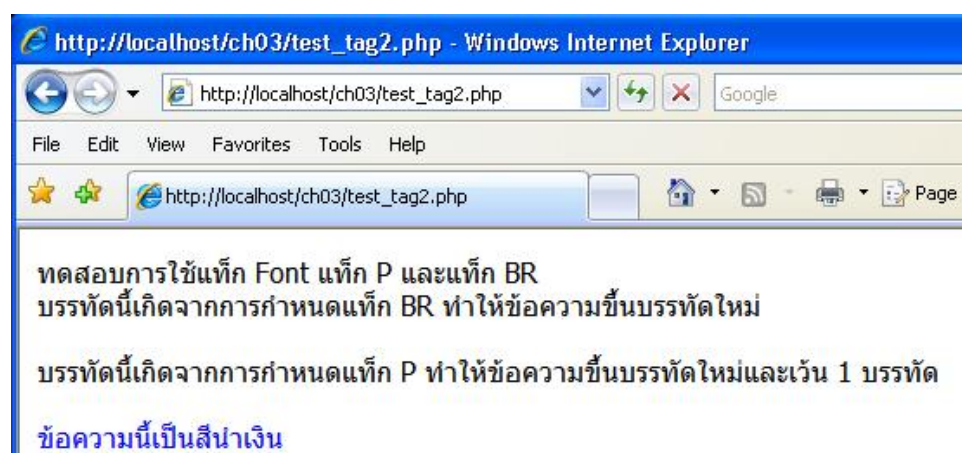 http://localhost/ch03/test_tag2.php - Windows Internet Explorer
http://localhost/ch03/test_tag2.php Google
File Edit View Favorites Tools Help
http://localhost/ch03/test_tag2.php Page
ทดสอบการใช้แท็ก Font แท็ก P และแท็ก BR
บรรทัดนี้เกิดจากการกำหนดแท็ก BR ทำให้ข้อความขึ้นบรรทัดใหม่
บรรทัดนี้เกิดจากการกำหนดแท็ก P ทำให้ข้อความขึ้นบรรทัดใหม่และเว้น 1 บรรทัด
ข้อความนี้เป็นสีน้ำเงิน